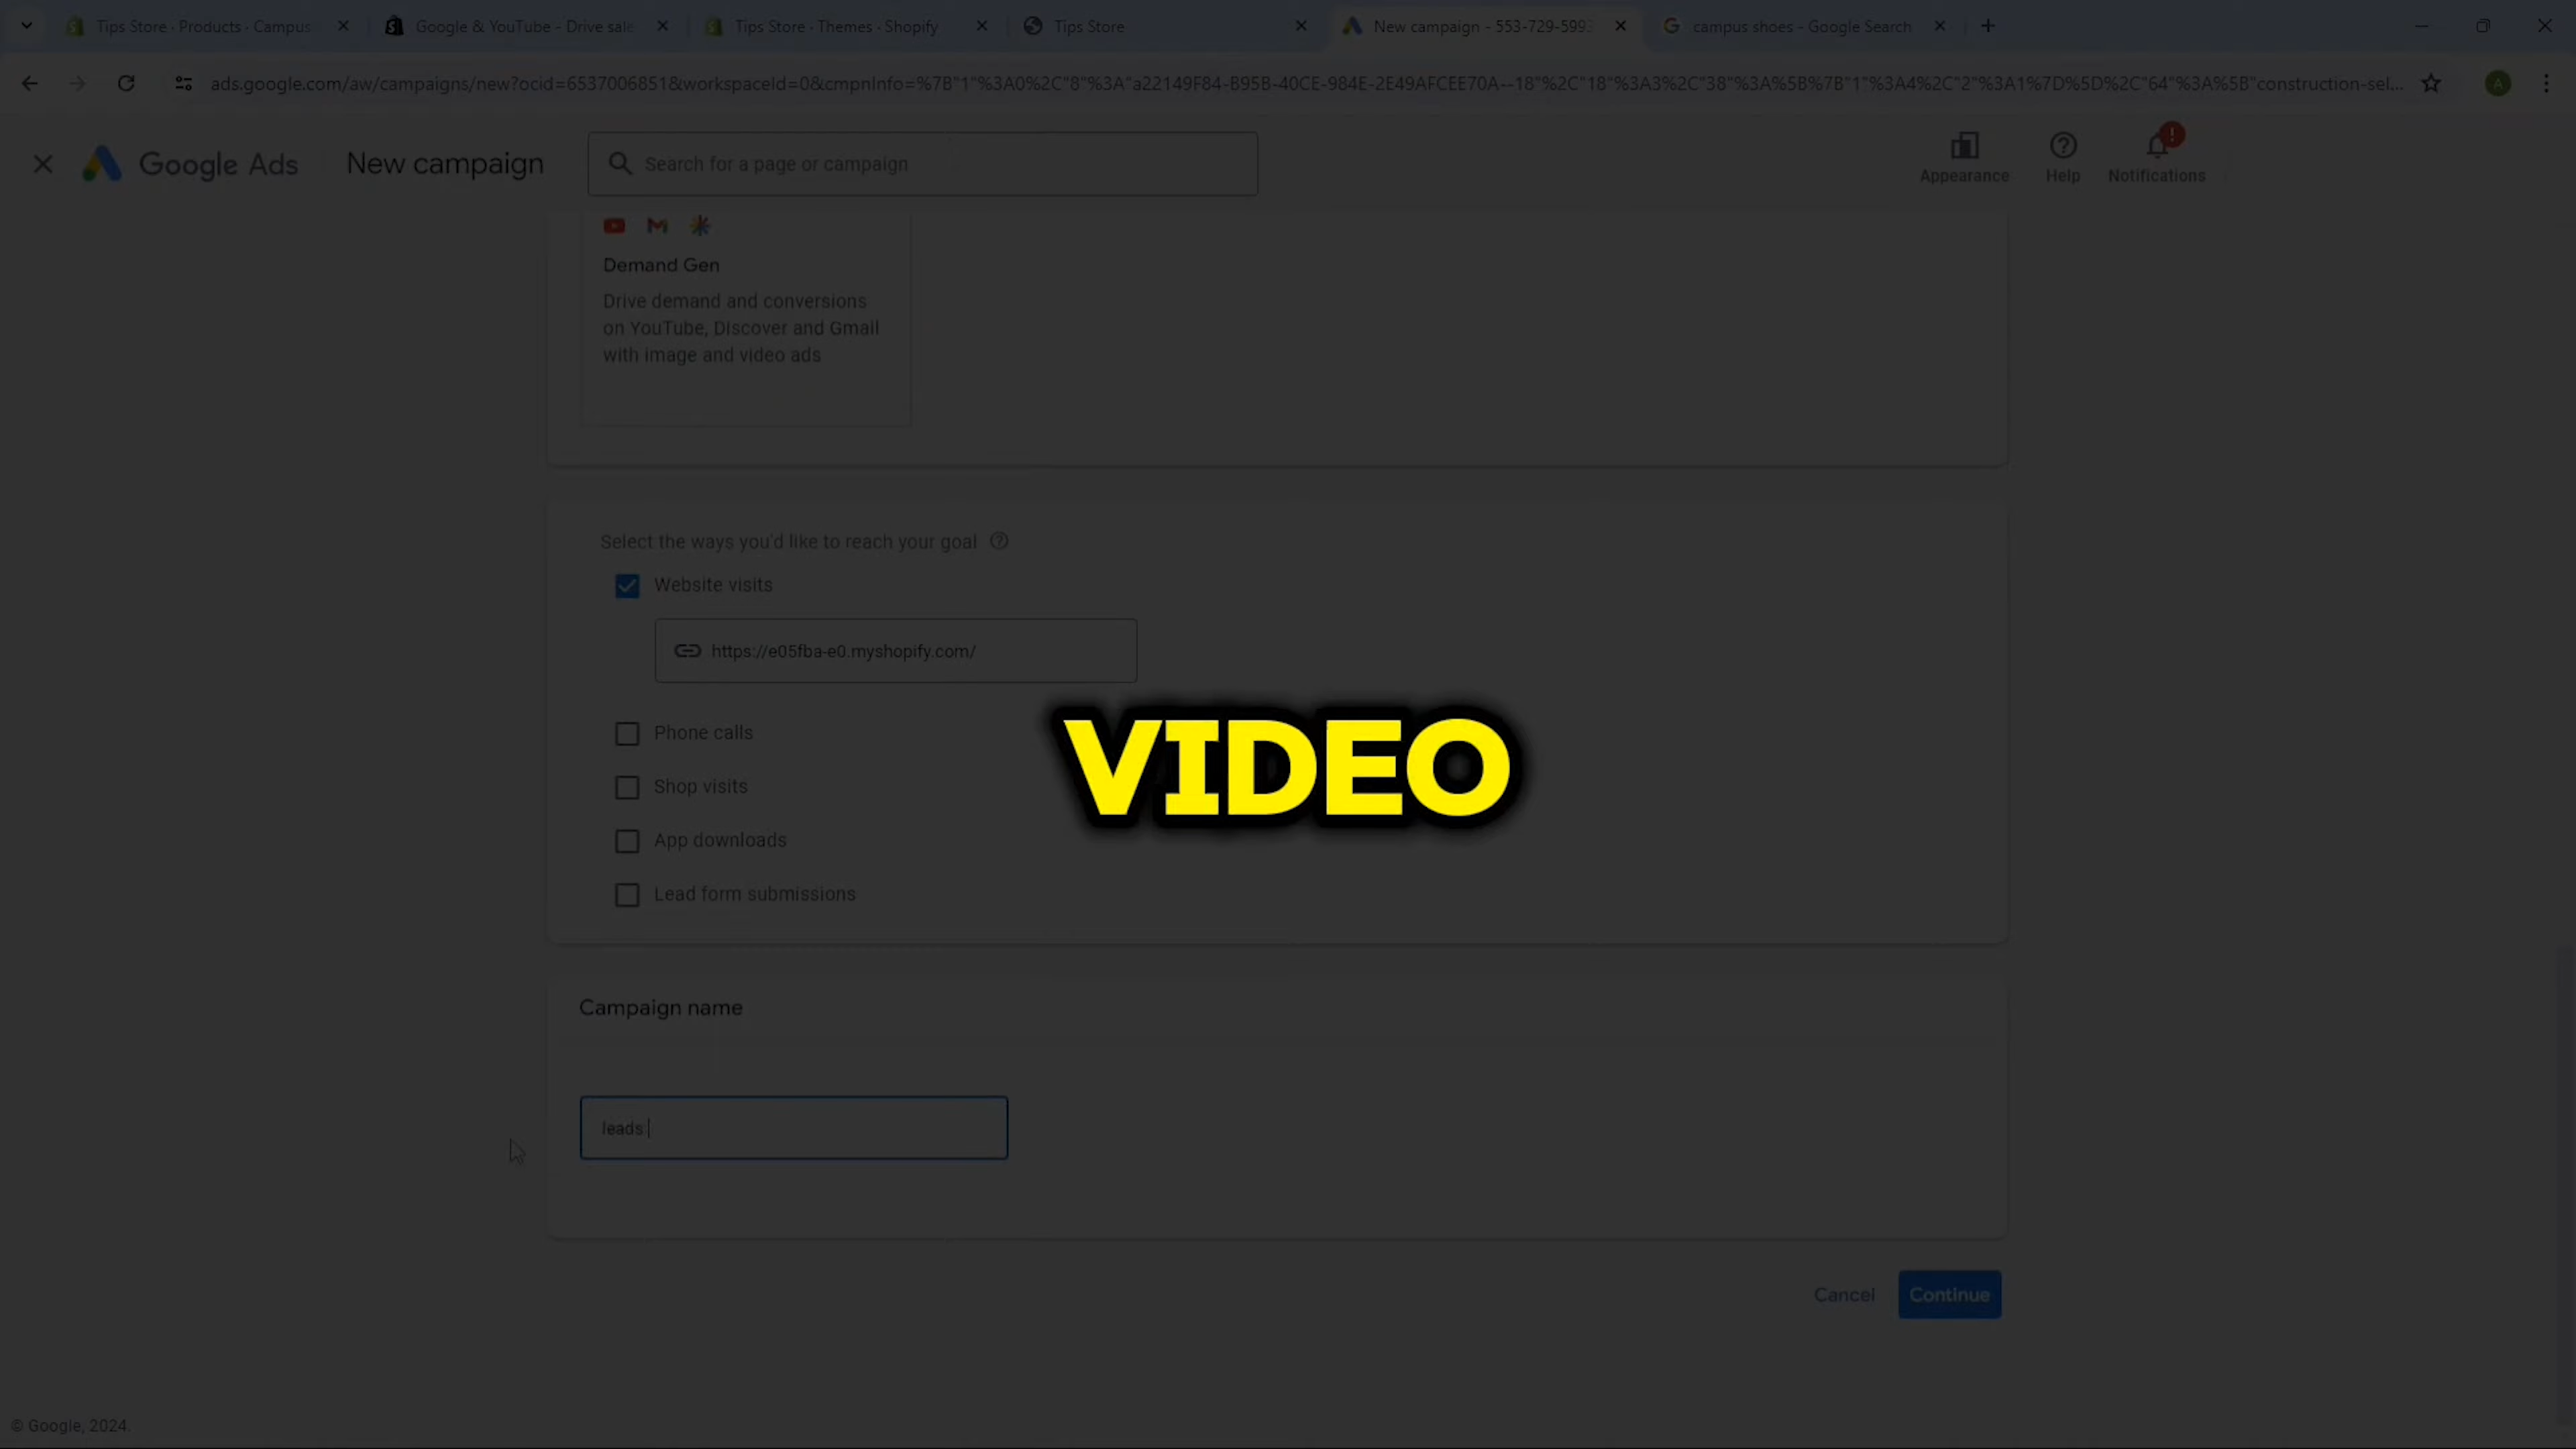 Tips Store · Products · Campus
Google & YouTube - Drive sale
Tips Store · Themes · Shopify
Tips Store
New campaign - 553-729-5993
campus shoes - Google Search
ads.google.com/aw/campaigns/new?ocid=6537006851&workspaceId=0&cmpnInfo=%7B"1"%3A0%2C"8"%3A"a22149F84-B95B-40CE-984E-2E49AFCEE70A--18"%2C"18"%3A3%2C"38"%3A%5B%7B"1"%3A4%2C"2"%3A1%7D%5D%2C"64"%3A%5B"construction-sel...
A
Google Ads
New campaign
Search for a page or campaign
Appearance
Help
!
Notifications
Demand Gen
Drive demand and conversions
on YouTube, Discover and Gmail
with image and video ads
Select the ways you'd like to reach your goal
Website visits
https://e05fba-e0.myshopify.com/
Phone calls
VIDEO
Shop visits
App downloads
Lead form submissions
Campaign name
leads
Cancel
Continue
© Google, 2024.